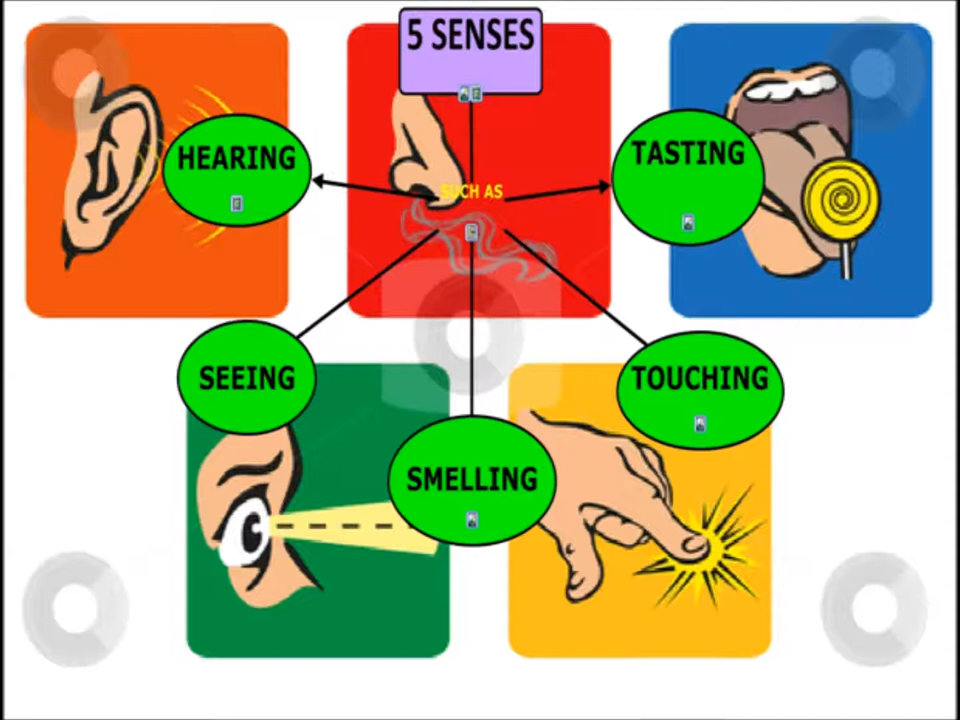 5 SENSES
HEARING
TASTING
SUCH AS
SEEING
TOUCHING
SMELLING